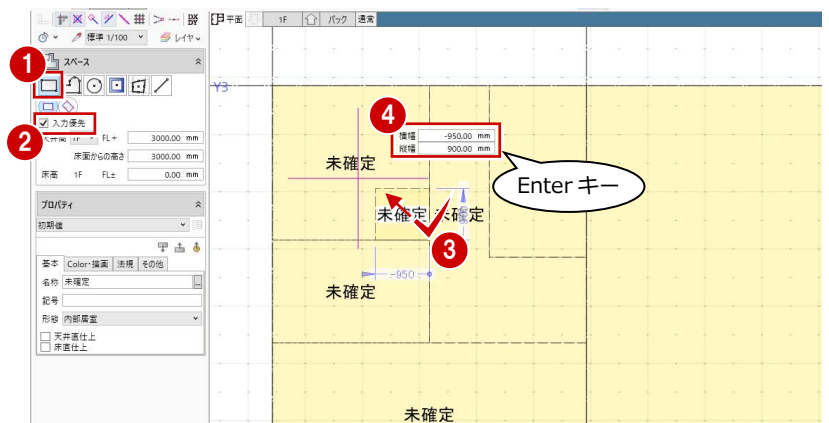 平面 1F パック 通常
標準 1/100 レイヤ
1
スペース
2
入力優先
天井高 1F FL+ 3000.00 mm
床面からの高さ 3000.00 mm
床高 1F FL± 0.00 mm
プロパティ
初期値
基本 Color・描画 法規 その他
名称 未確定 ...
記号
形態 内部居室
天井直仕上
床直仕上
Y3
4
横幅 -950.00 mm
縦幅 900.00 mm
Enter キー
未確定
未確定 未確定
3
-950
未確定
未確定